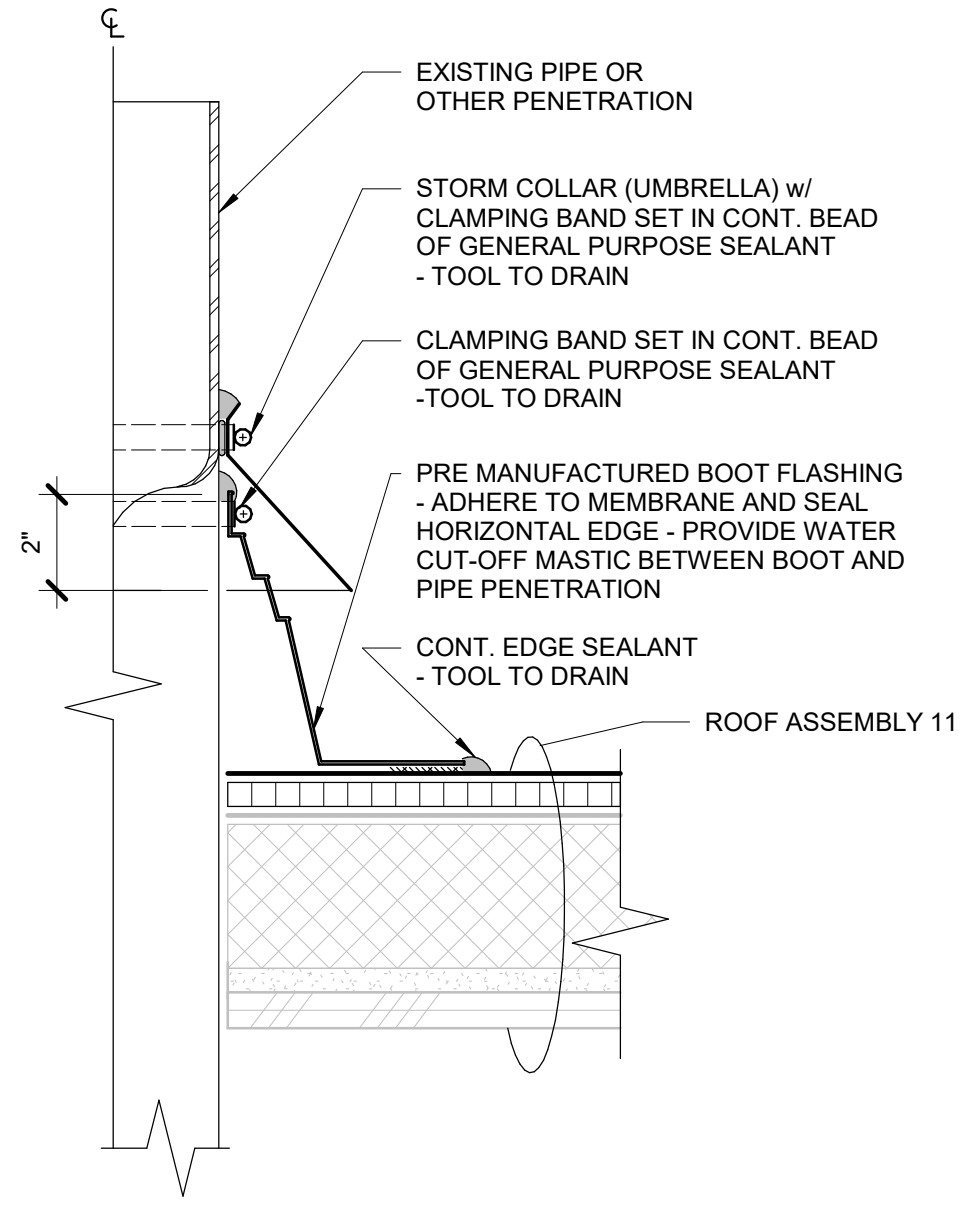 ℄
EXISTING PIPE OR
OTHER PENETRATION
STORM COLLAR (UMBRELLA) w/
CLAMPING BAND SET IN CONT. BEAD
OF GENERAL PURPOSE SEALANT
- TOOL TO DRAIN
CLAMPING BAND SET IN CONT. BEAD
OF GENERAL PURPOSE SEALANT
-TOOL TO DRAIN
PRE MANUFACTURED BOOT FLASHING
- ADHERE TO MEMBRANE AND SEAL
HORIZONTAL EDGE - PROVIDE WATER
CUT-OFF MASTIC BETWEEN BOOT AND
PIPE PENETRATION
2"
CONT. EDGE SEALANT
- TOOL TO DRAIN
ROOF ASSEMBLY 11